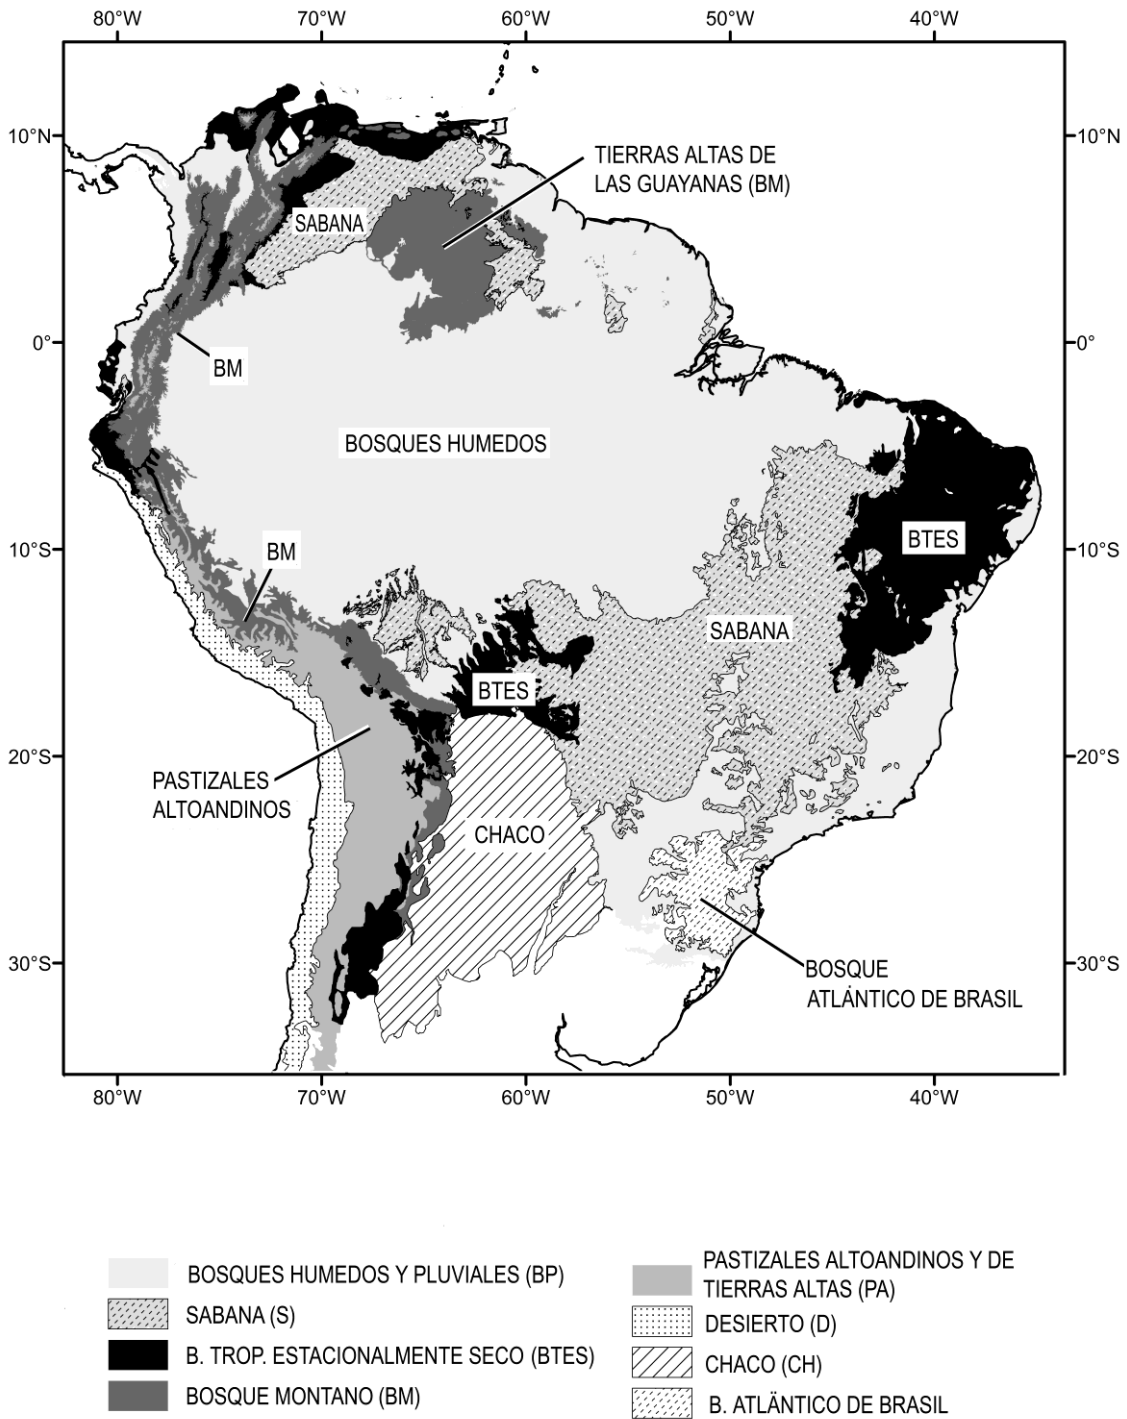 80°W 70°W 60°W 50°W 40°W
10°N 10°N
TIERRAS ALTAS DE
LAS GUAYANAS (BM)
SABANA
0° 0°
BM
BOSQUES HUMEDOS
BTES
10°S 10°S
BM
SABANA
BTES
20°S 20°S
PASTIZALES
ALTOANDINOS
CHACO
30°S 30°S
BOSQUE
ATLÁNTICO DE BRASIL
80°W 70°W 60°W 50°W 40°W
BOSQUES HUMEDOS Y PLUVIALES (BP)
SABANA (S)
B. TROP. ESTACIONALMENTE SECO (BTES)
BOSQUE MONTANO (BM)
PASTIZALES ALTOANDINOS Y DE
TIERRAS ALTAS (PA)
DESIERTO (D)
CHACO (CH)
B. ATLÄNTICO DE BRASIL